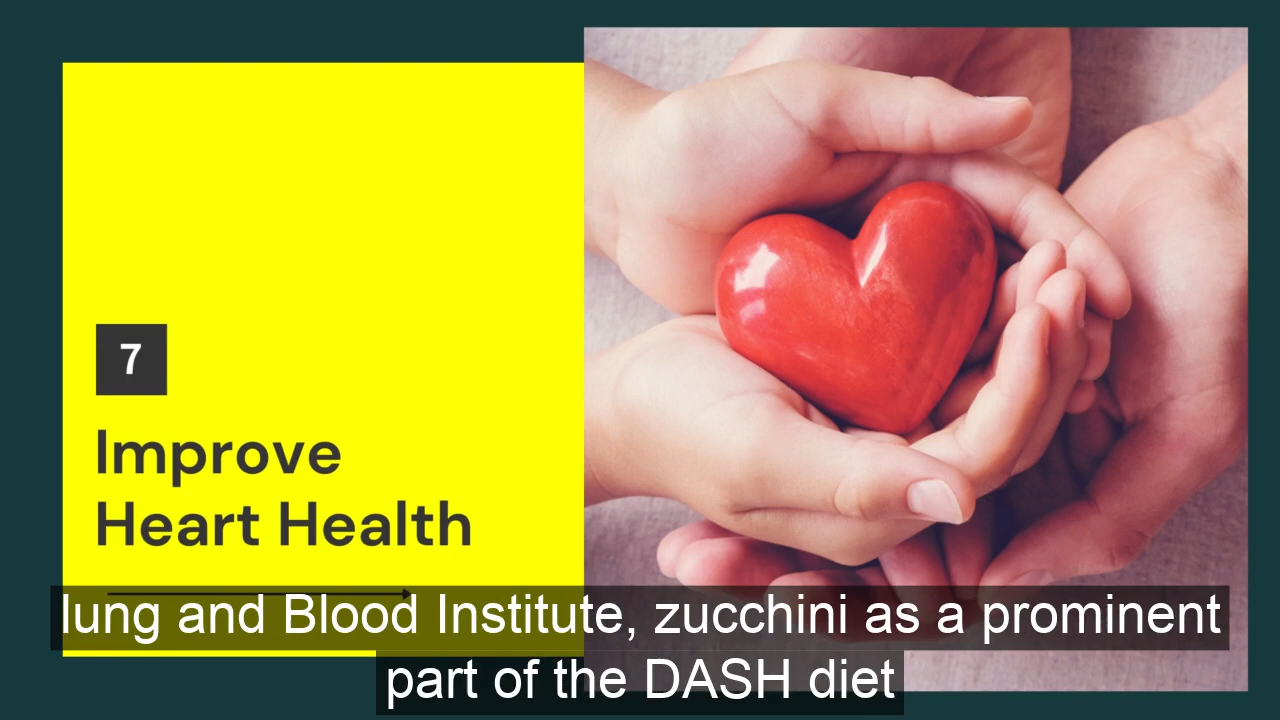 7
Improve
Heart Health
lung and Blood Institute, zucchini as a prominent
part of the DASH diet